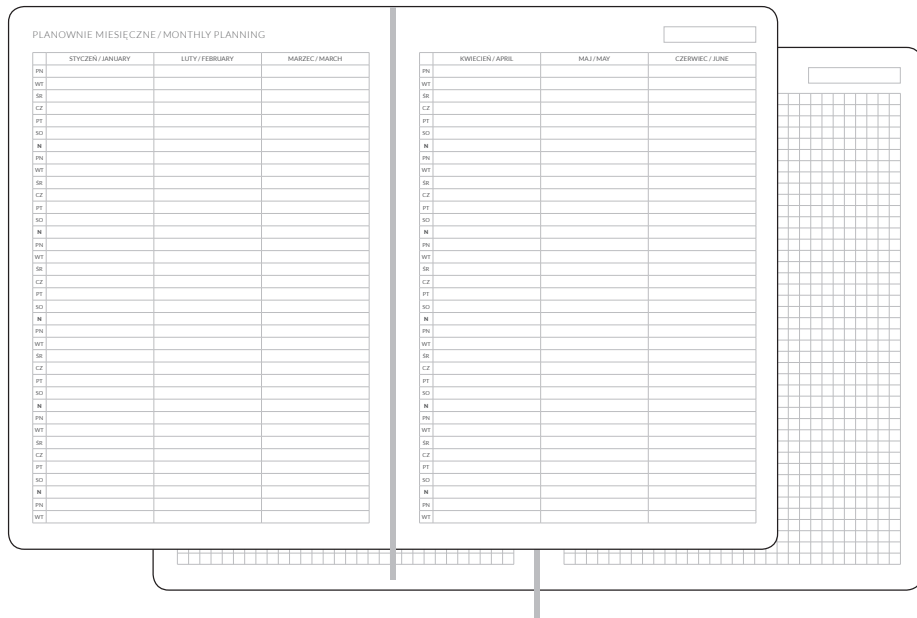 PLANOWNIE MIESIĘCZNE / MONTHLY PLANNING
STYCZEŃ / JANUARY LUTY / FEBRUARY MARZEC / MARCH
PN
WT
ŚR
CZ
PT
SO
N
PN
WT
ŚR
CZ
PT
SO
N
PN
WT
ŚR
CZ
PT
SO
N
PN
WT
ŚR
CZ
PT
SO
N
PN
WT
ŚR
CZ
PT
SO
N
PN
WT
KWIECIEŃ / APRIL MAJ / MAY CZERWIEC / JUNE
PN
WT
ŚR
CZ
PT
SO
N
PN
WT
ŚR
CZ
PT
SO
N
PN
WT
ŚR
CZ
PT
SO
N
PN
WT
ŚR
CZ
PT
SO
N
PN
WT
ŚR
CZ
PT
SO
N
PN
WT